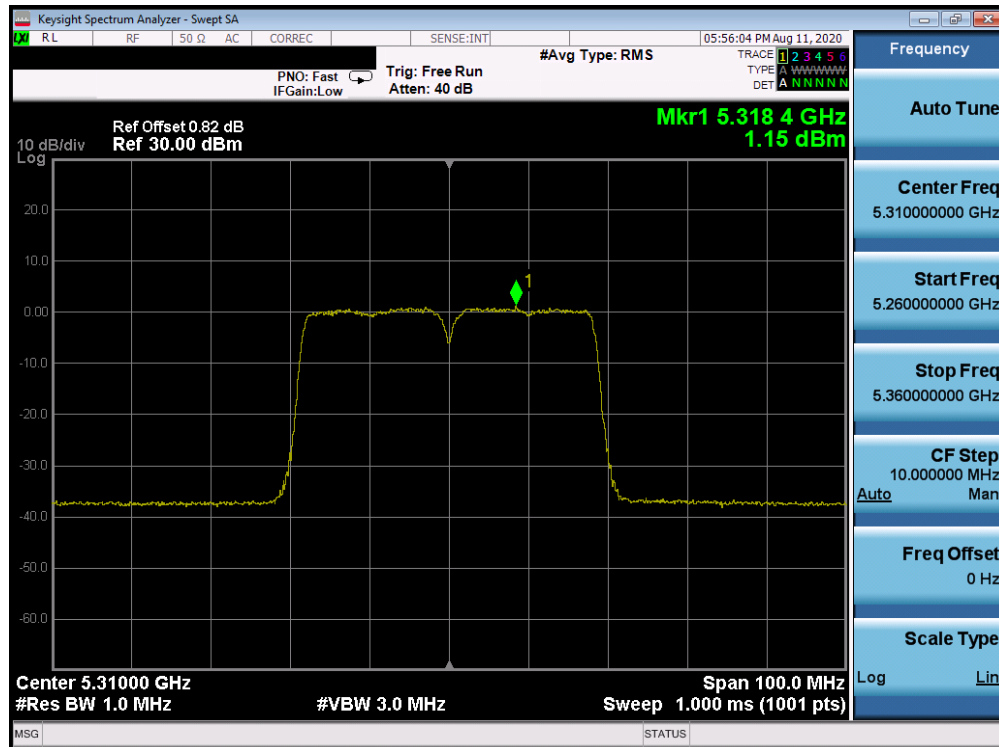 Keysight Spectrum Analyzer - Swept SA
LXI RL RF 50 Ω AC CORREC SENSE:INT 05:56:04 PM Aug 11, 2020
#Avg Type: RMS TRACE 1 2 3 4 5 6
PNO: Fast Trig: Free Run TYPE A WWWWW
IFGain:Low Atten: 40 dB DET A N N N N N
Mkr1 5.318 4 GHz
Ref Offset 0.82 dB
10 dB/div Ref 30.00 dBm 1.15 dBm
Log
20.0
10.0
1
0.00
-10.0
-20.0
-30.0
-40.0
-50.0
-60.0
Center 5.31000 GHz Span 100.0 MHz
#Res BW 1.0 MHz #VBW 3.0 MHz Sweep 1.000 ms (1001 pts)
MSG STATUS
Frequency
Auto Tune
Center Freq
5.310000000 GHz
Start Freq
5.260000000 GHz
Stop Freq
5.360000000 GHz
CF Step
10.000000 MHz
Auto Man
Freq Offset
0 Hz
Scale Type
Log Lin